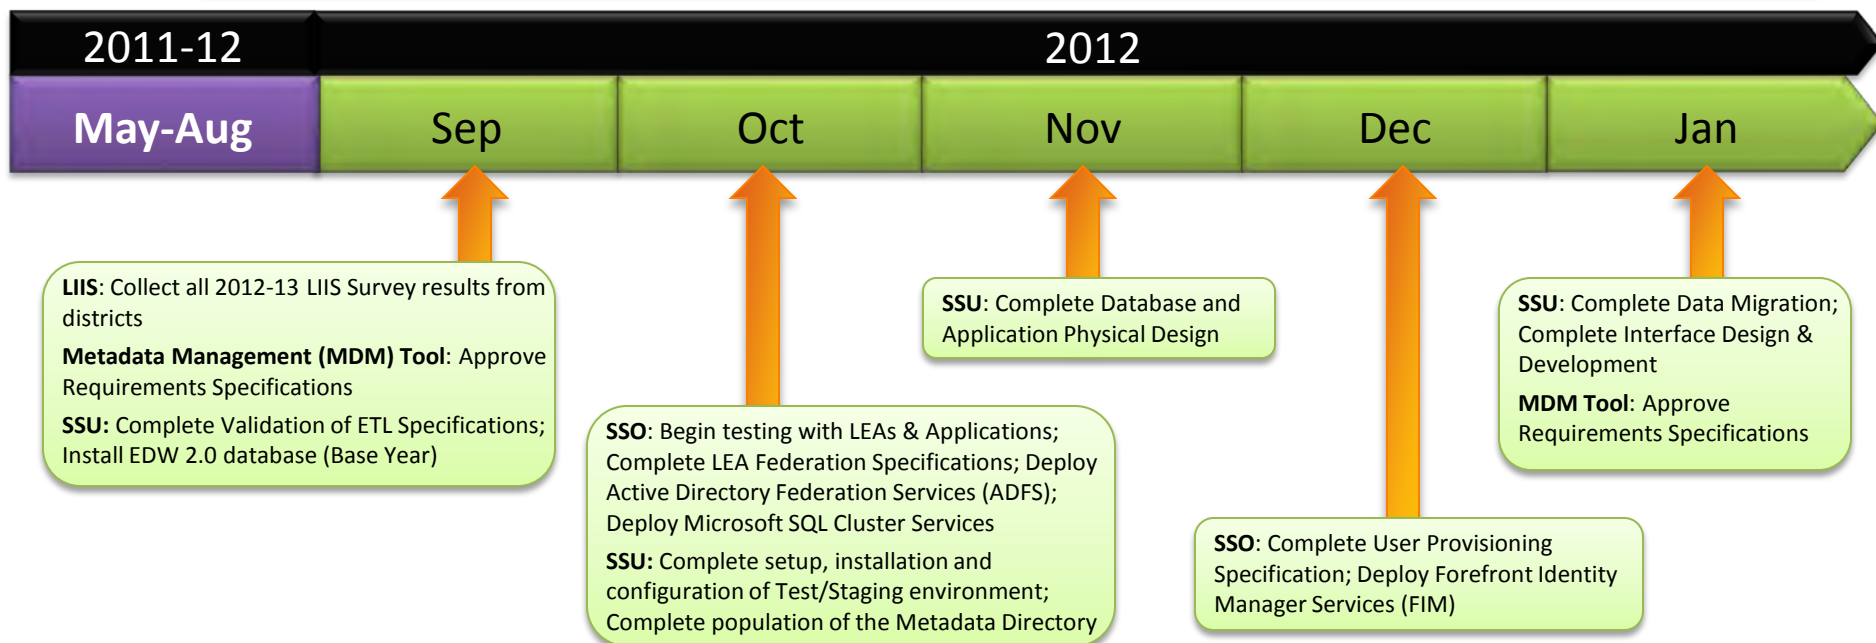 2011-12
2012
May-Aug
Sep
Oct
Nov
Dec
Jan
LIIS: Collect all 2012-13 LIIS Survey results from
districts
Metadata Management (MDM) Tool: Approve
Requirements Specifications
SSU: Complete Validation of ETL Specifications;
Install EDW 2.0 database (Base Year)
SSO: Begin testing with LEAs & Applications;
Complete LEA Federation Specifications; Deploy
Active Directory Federation Services (ADFS);
Deploy Microsoft SQL Cluster Services
SSU: Complete setup, installation and
configuration of Test/Staging environment;
Complete population of the Metadata Directory
SSU: Complete Database and
Application Physical Design
SSO: Complete User Provisioning
Specification; Deploy Forefront Identity
Manager Services (FIM)
SSU: Complete Data Migration;
Complete Interface Design &
Development
MDM Tool: Approve
Requirements Specifications